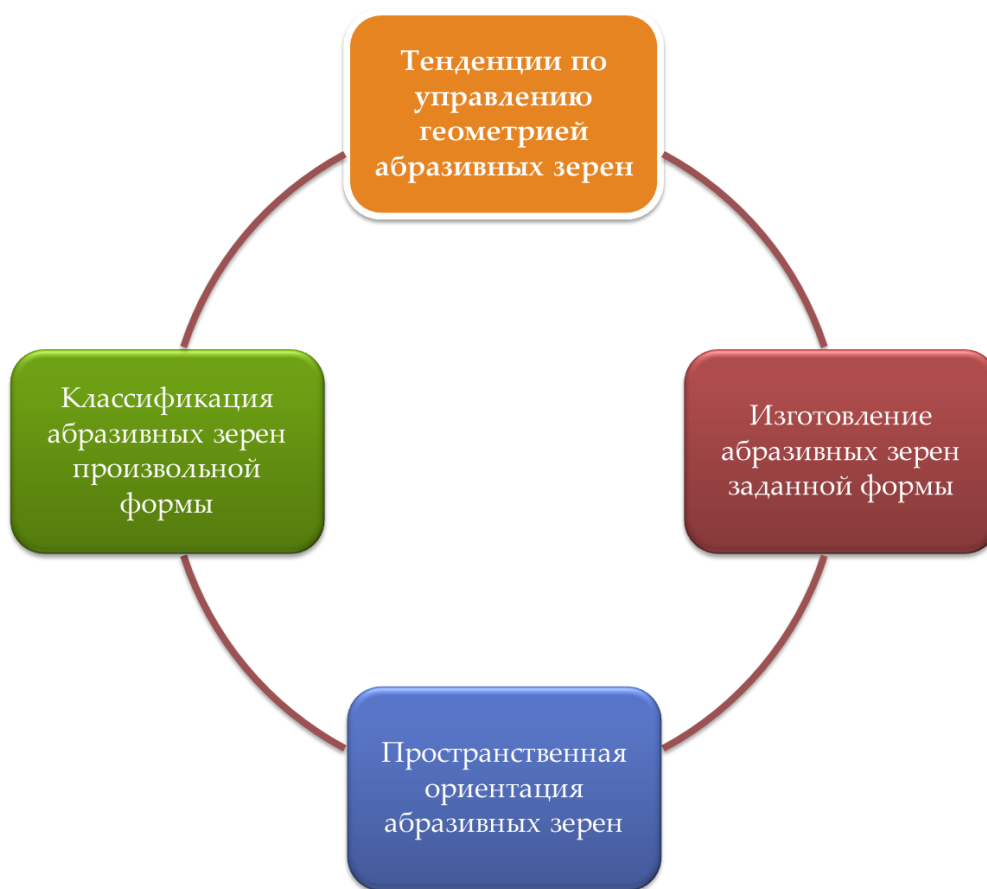 Тенденции по
управлению
геометрией
абразивных зерен
Классификация
абразивных зерен
произвольной
формы
Изготовление
абразивных зерен
заданной формы
Пространственная
ориентация
абразивных зерен